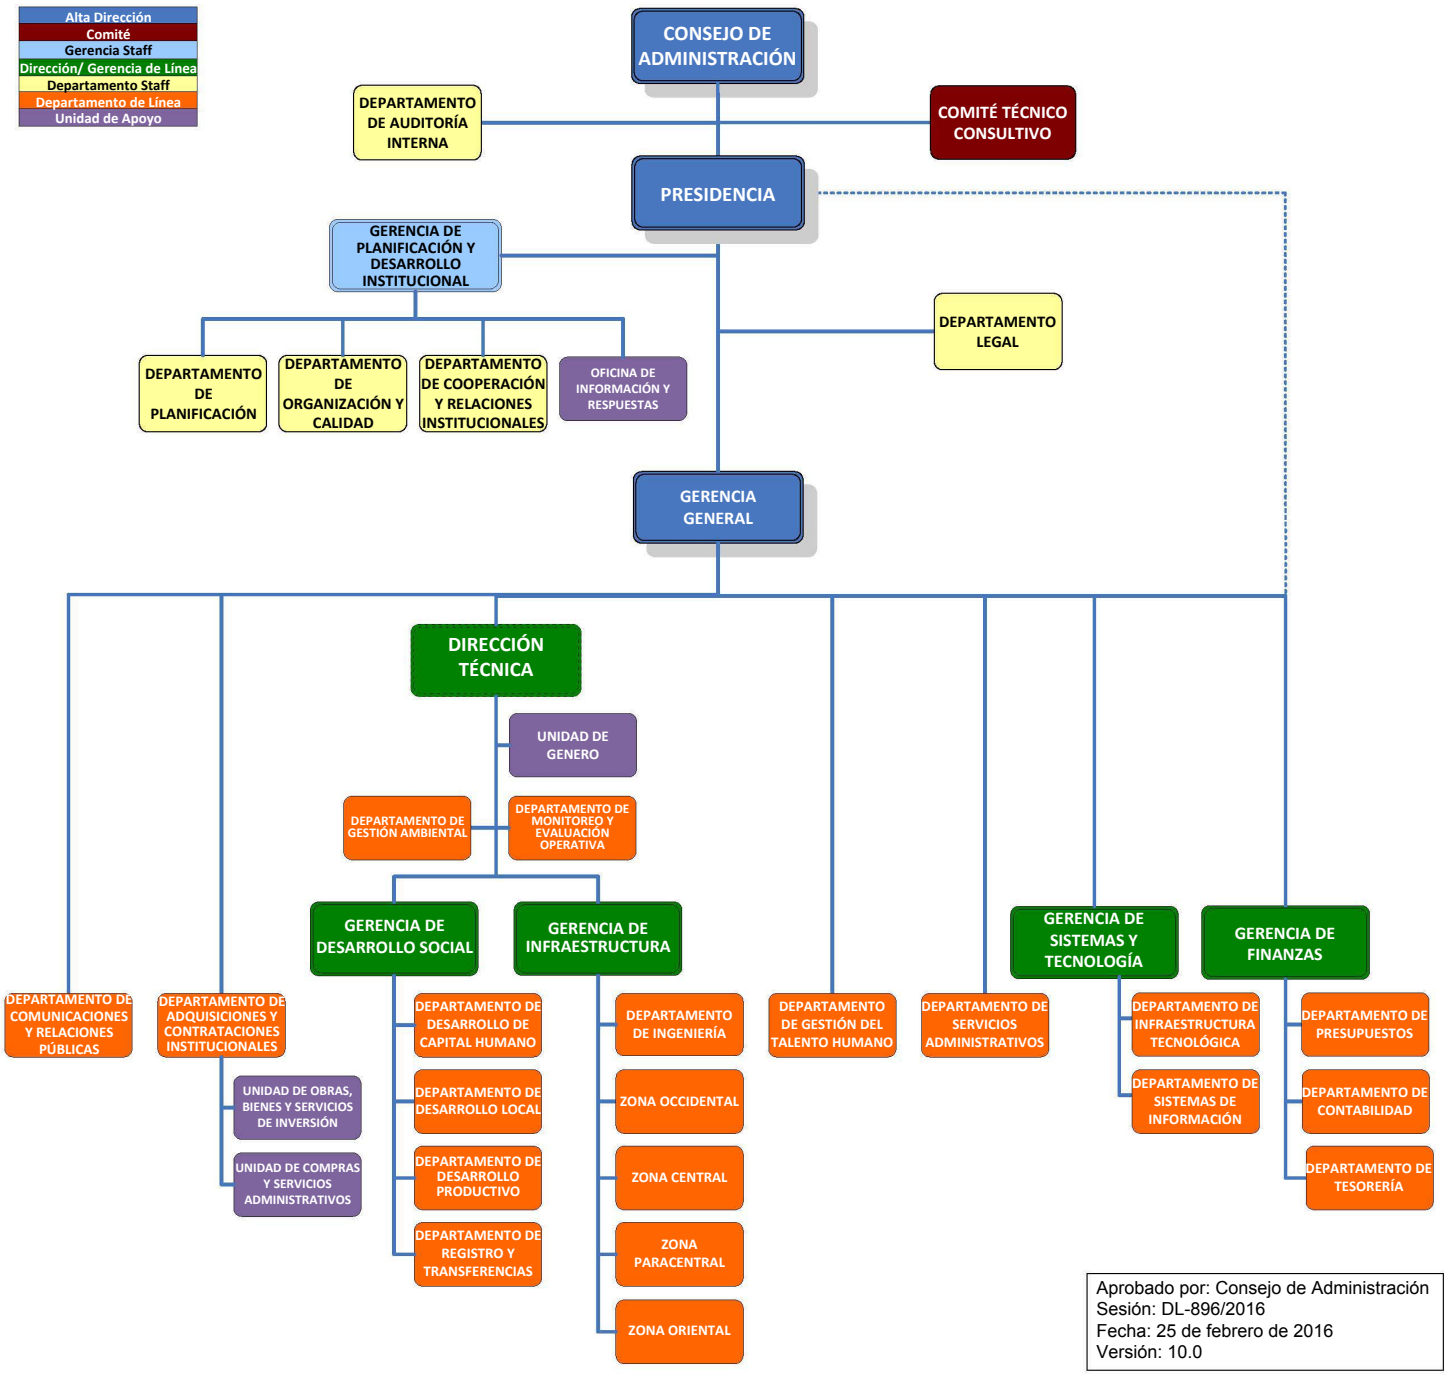 Alta Dirección
Comité
Gerencia Staff
Dirección/ Gerencia de Línea
Departamento Staff
Departamento de Línea
Unidad de Apoyo
CONSEJO DE
ADMINISTRACIÓN
DEPARTAMENTO
DE AUDITORÍA
INTERNA
COMITÉ TÉCNICO
CONSULTIVO
PRESIDENCIA
GERENCIA DE
PLANIFICACIÓN Y
DESARROLLO
INSTITUCIONAL
DEPARTAMENTO
LEGAL
DEPARTAMENTO
DE
PLANIFICACIÓN
DEPARTAMENTO
DE
ORGANIZACIÓN Y
CALIDAD
DEPARTAMENTO
DE COOPERACIÓN
Y RELACIONES
INSTITUCIONALES
OFICINA DE
INFORMACIÓN Y
RESPUESTAS
GERENCIA
GENERAL
DIRECCIÓN
TÉCNICA
UNIDAD DE
GENERO
DEPARTAMENTO DE
GESTIÓN AMBIENTAL
DEPARTAMENTO DE
MONITOREO Y
EVALUACIÓN
OPERATIVA
GERENCIA DE
DESARROLLO SOCIAL
GERENCIA DE
INFRAESTRUCTURA
GERENCIA DE
SISTEMAS Y
TECNOLOGÍA
GERENCIA DE
FINANZAS
DEPARTAMENTO DE
COMUNICACIONES
Y RELACIONES
PÚBLICAS
DEPARTAMENTO DE
ADQUISICIONES Y
CONTRATACIONES
INSTITUCIONALES
UNIDAD DE OBRAS,
BIENES Y SERVICIOS
DE INVERSIÓN
UNIDAD DE COMPRAS
Y SERVICIOS
ADMINISTRATIVOS
DEPARTAMENTO DE
DESARROLLO DE
CAPITAL HUMANO
DEPARTAMENTO DE
DESARROLLO LOCAL
DEPARTAMENTO DE
DESARROLLO
PRODUCTIVO
DEPARTAMENTO DE
REGISTRO Y
TRANSFERENCIAS
DEPARTAMENTO
DE INGENIERÍA
ZONA OCCIDENTAL
ZONA CENTRAL
ZONA
PARACENTRAL
ZONA ORIENTAL
DEPARTAMENTO
DE GESTIÓN DEL
TALENTO HUMANO
DEPARTAMENTO DE
SERVICIOS
ADMINISTRATIVOS
DEPARTAMENTO DE
INFRAESTRUCTURA
TECNOLÓGICA
DEPARTAMENTO DE
SISTEMAS DE
INFORMACIÓN
DEPARTAMENTO DE
PRESUPUESTOS
DEPARTAMENTO DE
CONTABILIDAD
DEPARTAMENTO DE
TESORERÍA
Aprobado por: Consejo de Administración
Sesión: DL-896/2016
Fecha: 25 de febrero de 2016
Versión: 10.0